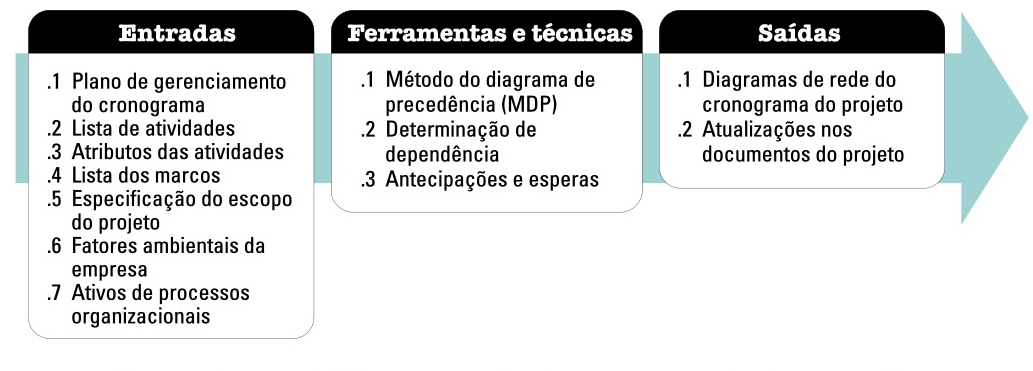 Entradas
.1 Plano de gerenciamento
do cronograma
.2 Lista de atividades
.3 Atributos das atividades
.4 Lista dos marcos
.5 Especificação do escopo
do projeto
.6 Fatores ambientais da
empresa
.7 Ativos de processos
organizacionais
Ferramentas e técnicas
.1 Método do diagrama de
precedência (MDP)
.2 Determinação de
dependência
.3 Antecipações e esperas
Saídas
.1 Diagramas de rede do
cronograma do projeto
.2 Atualizações nos
documentos do projeto